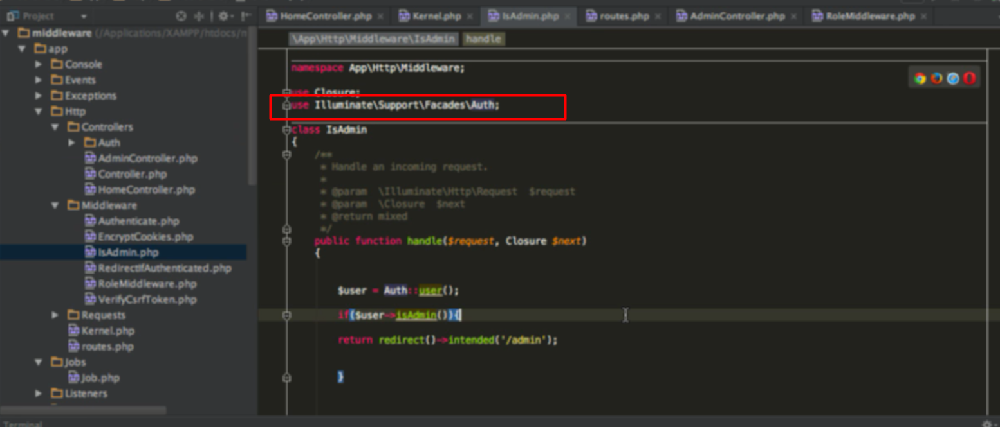 Project
HomeController.php
Kernel.php
IsAdmin.php
routes.php
AdminController.php
RoleMiddleware.php
middleware (/Applications/XAMPP/htdocs/m
app
Console
Events
Exceptions
Http
Controllers
Auth
AdminController.php
Controller.php
HomeController.php
Middleware
Authenticate.php
EncryptCookies.php
IsAdmin.php
RedirectIfAuthenticated.php
RoleMiddleware.php
VerifyCsrfToken.php
Requests
Kernel.php
routes.php
Jobs
Job.php
Listeners
\App\Http\Middleware\IsAdmin handle
namespace App\Http\Middleware;
use Closure;
use Illuminate\Support\Facades\Auth;
class IsAdmin
{
/**
* Handle an incoming request.
*
* @param \Illuminate\Http\Request $request
* @param \Closure $next
* @return mixed
*/
public function handle($request, Closure $next)
{
$user = Auth::user();
if($user->isAdmin()){
return redirect()->intended('/admin');
}
Terminal